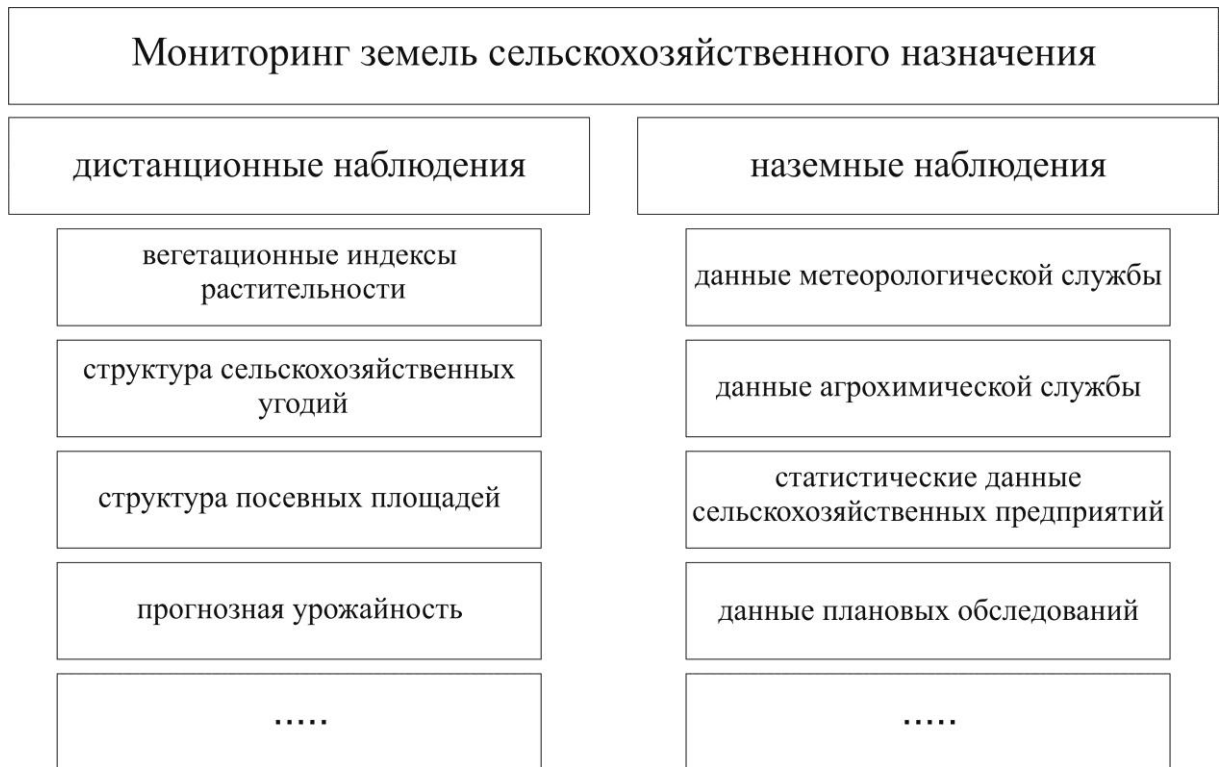 Мониторинг земель сельскохозяйственного назначения
дистанционные наблюдения
вегетационные индексы
растительности
структура сельскохозяйственных
угодий
структура посевных площадей
прогнозная урожайность
.....
наземные наблюдения
данные метеорологической службы
данные агрохимической службы
статистические данные
сельскохозяйственных предприятий
данные плановых обследований
.....